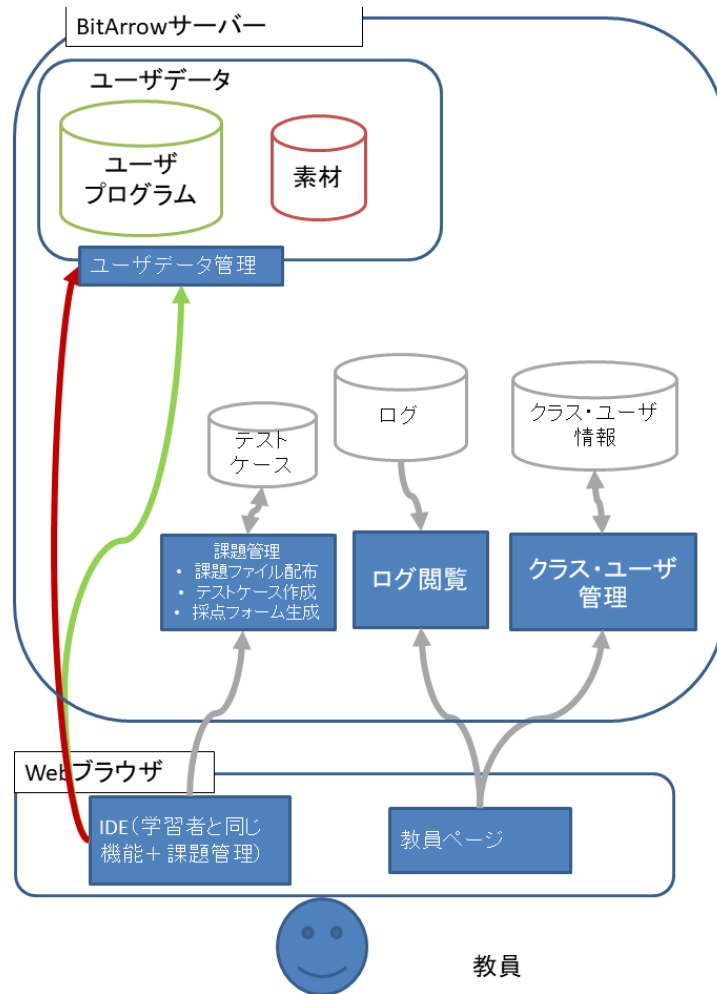 BitArrowサーバー
ユーザデータ
ユーザ
プログラム
素材
ユーザデータ管理
テスト
ケース
ログ
クラス・ユーザ
情報
課題管理
• 課題ファイル配布
• テストケース作成
• 採点フォーム生成
ログ閲覧
クラス・ユーザ
管理
Webブラウザ
IDE(学習者と同じ
機能+課題管理)
教員ページ
教員